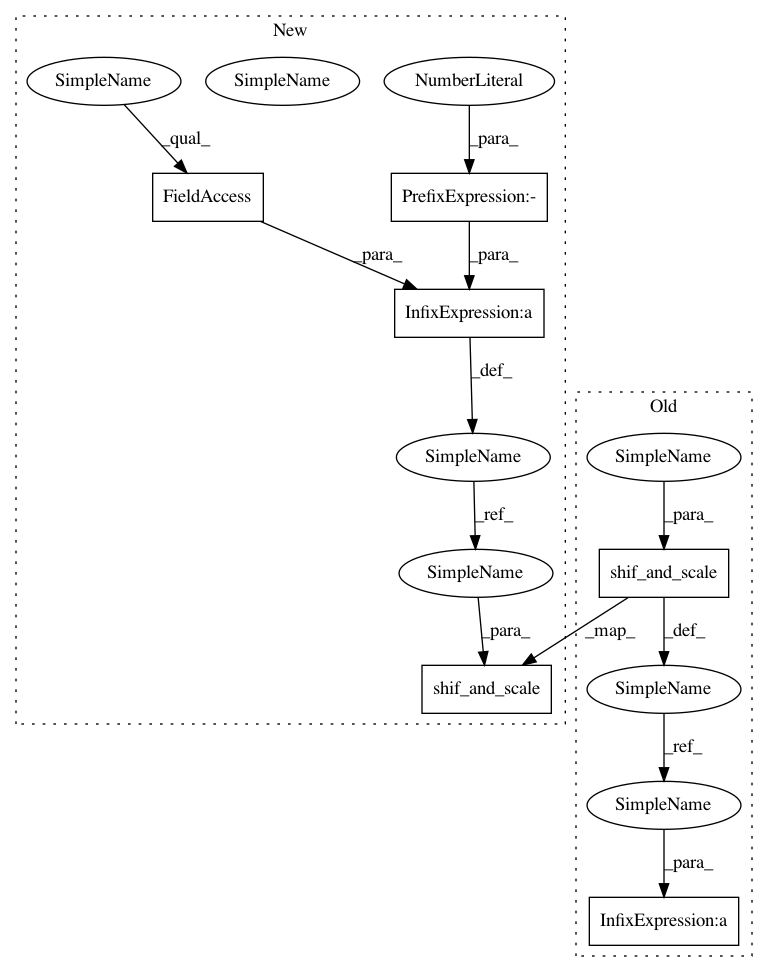 New
SimpleName
SimpleName
NumberLiteral
_qual_
_para_
FieldAccess
PrefixExpression:-
_para_
_para_
InfixExpression:a
_def_
Old
SimpleName
SimpleName
_ref_
_para_
SimpleName
shif_and_scale
_para_
_map_
_def_
shif_and_scale
SimpleName
_ref_
SimpleName
_para_
InfixExpression:a